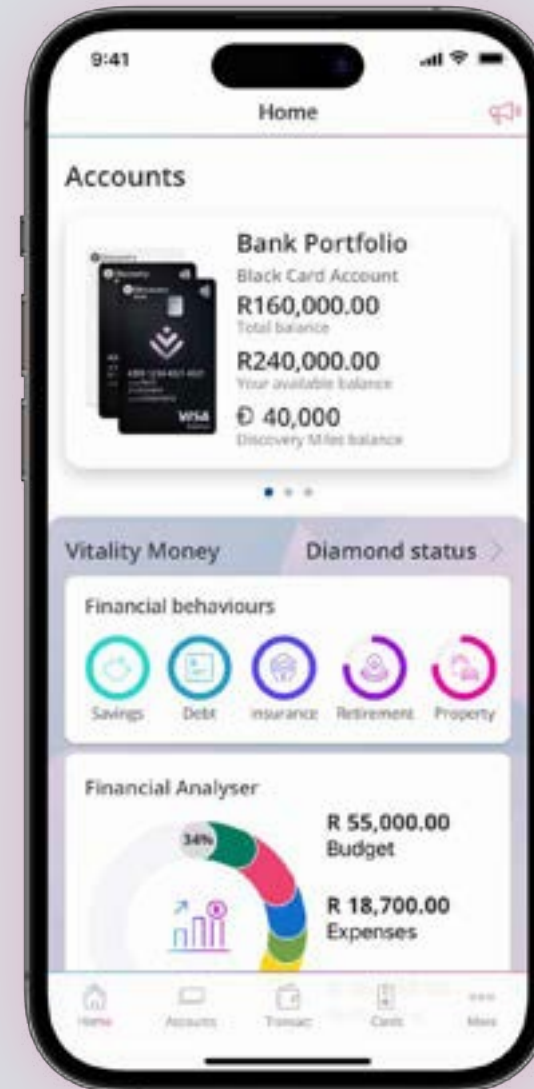 9:41
Home
Accounts
Bank Portfolio
Black Card Account
R160,000.00
Total balance
R240,000.00
Your available balance
40,000
Discovery Miles balance
VISA
Vitality Money
Diamond status
Financial behaviours
Savings
Debt
Insurance
Retirement
Property
Financial Analyser
34%
R 55,000.00
Budget
R 18,700.00
Expenses
Home
Accounts
Transact
Cards
More